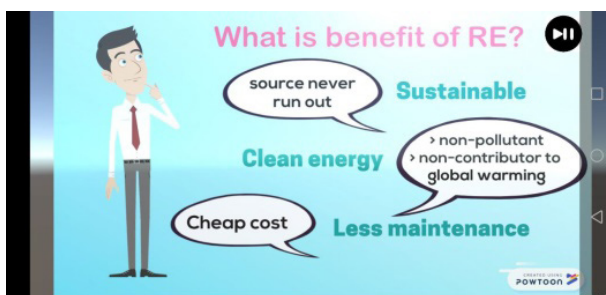 What is benefit of RE?
source never
run out
Sustainable
Clean energy
> non-pollutant
> non-contributor to
global warming
Cheap cost
Less maintenance
CREATED USING
POWTOON